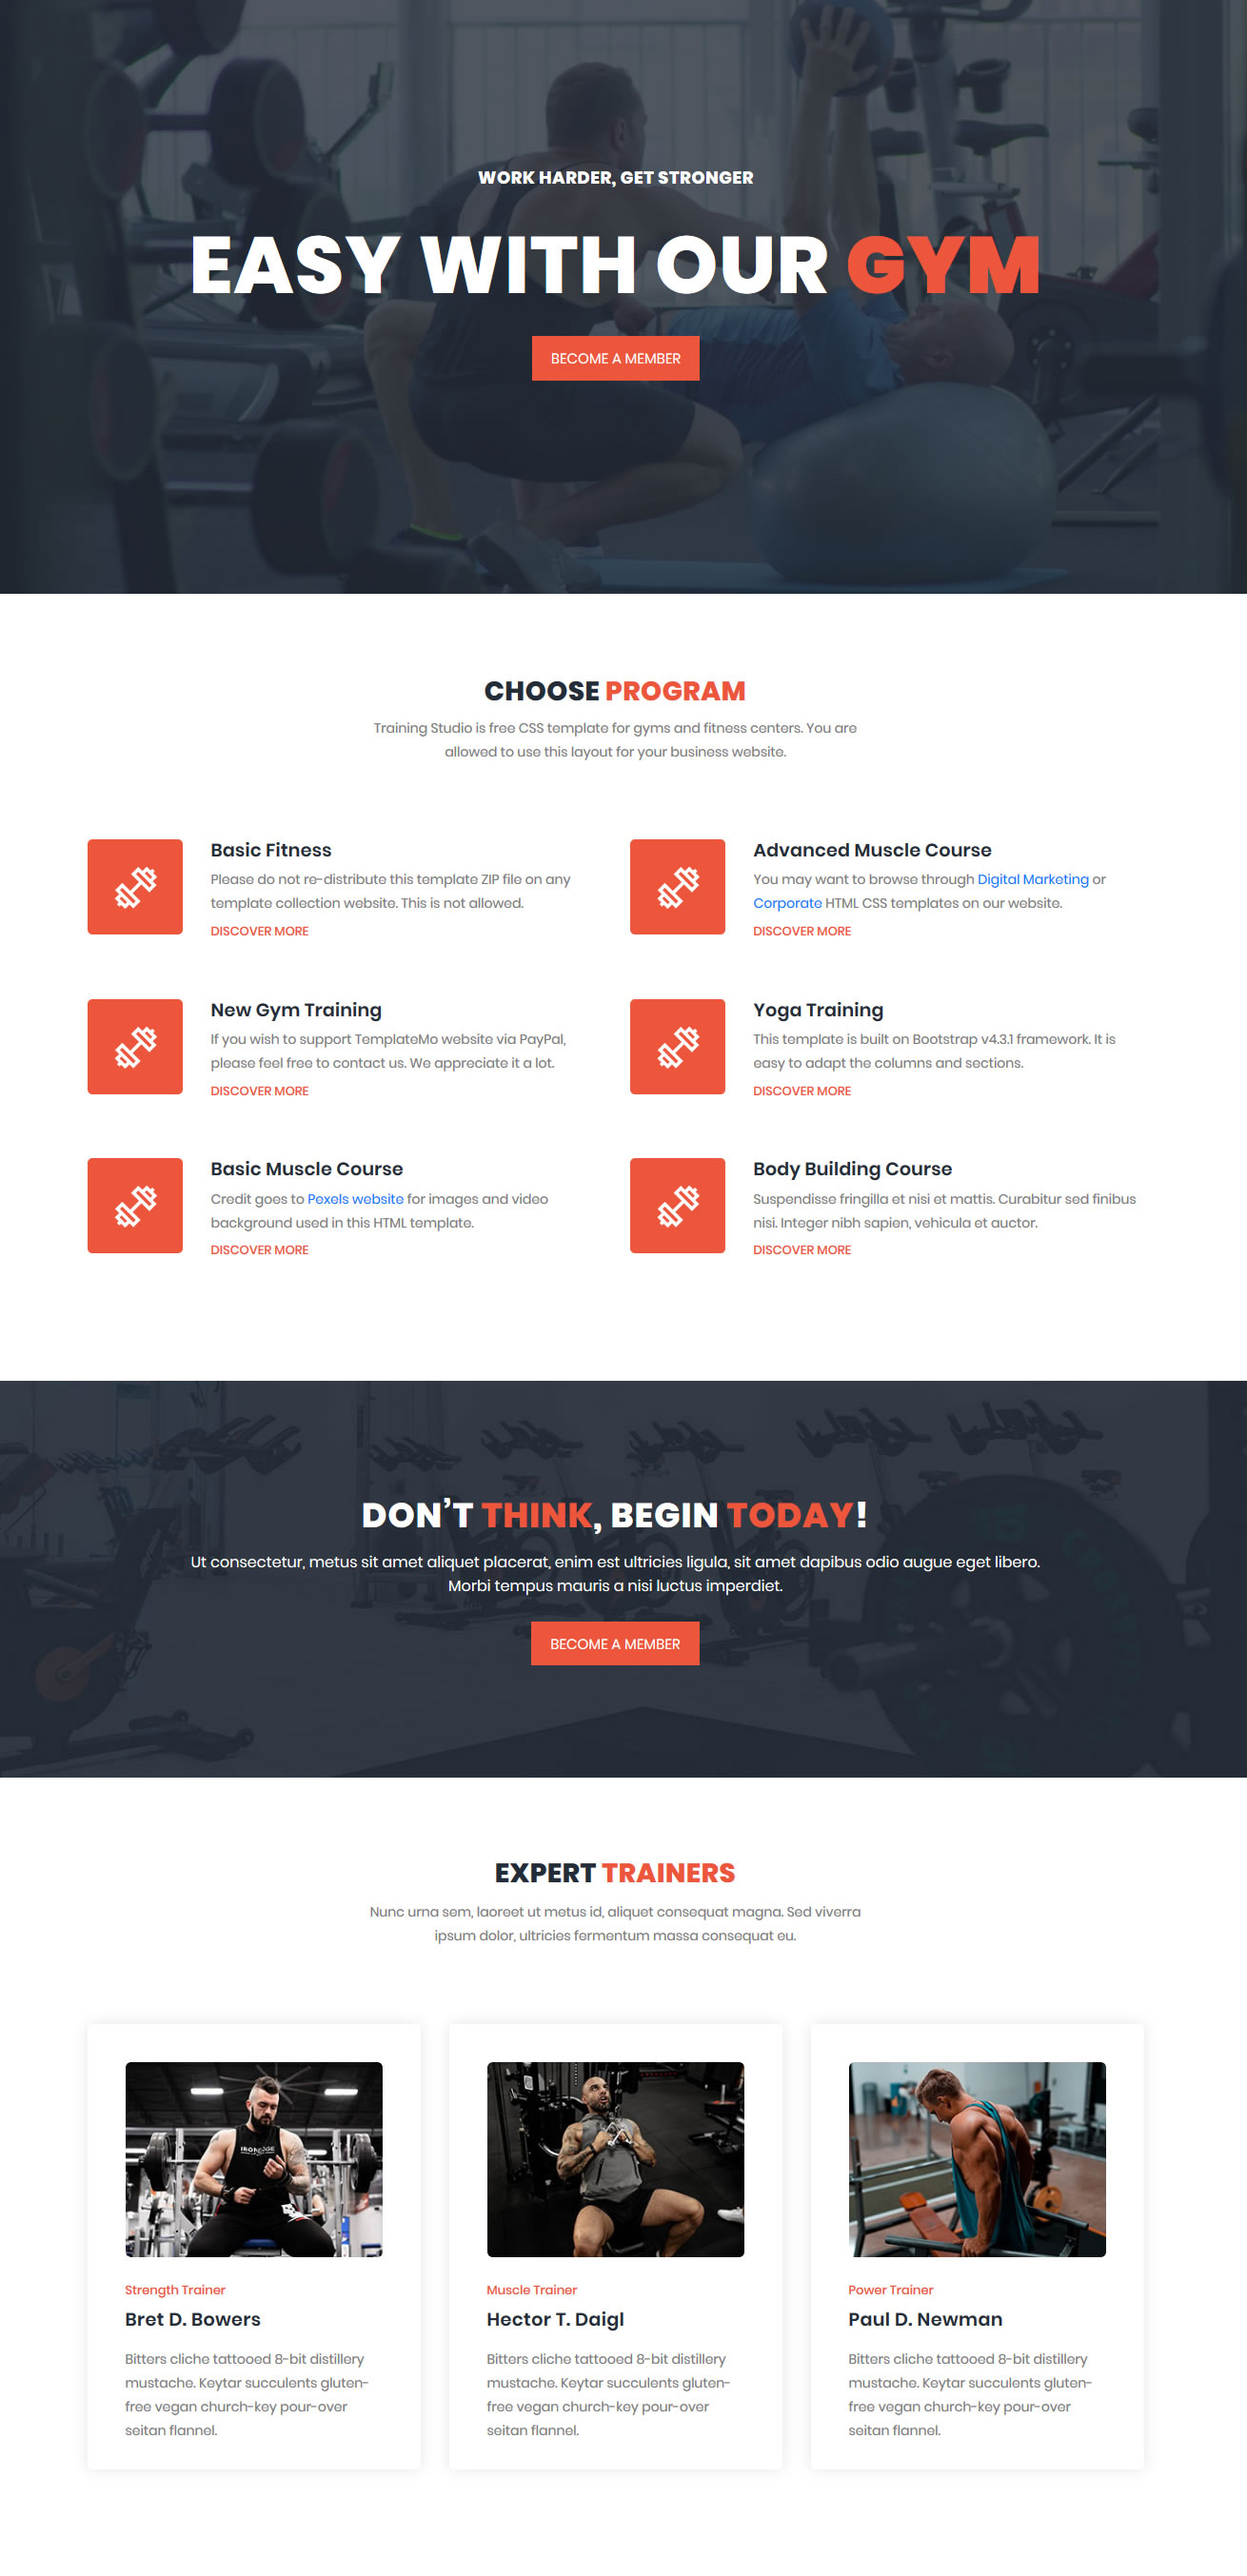 WORK HARDER, GET STRONGER
EASY WITH OUR GYM
BECOME A MEMBER
CHOOSE PROGRAM
Training Studio is free CSS template for gyms and fitness centers. You are
allowed to use this layout for your business website.
Basic Fitness
Please do not re-distribute this template ZIP file on any
template collection website. This is not allowed.
DISCOVER MORE
Advanced Muscle Course
You may want to browse through Digital Marketing or
Corporate HTML CSS templates on our website.
DISCOVER MORE
New Gym Training
If you wish to support TemplateMo website via PayPal,
please feel free to contact us. We appreciate it a lot.
DISCOVER MORE
Yoga Training
This template is built on Bootstrap v4.3.1 framework. It is
easy to adapt the columns and sections.
DISCOVER MORE
Basic Muscle Course
Credit goes to Pexels website for images and video
background used in this HTML template.
DISCOVER MORE
Body Building Course
Suspendisse fringilla et nisi et mattis. Curabitur sed finibus
nisi. Integer nibh sapien, vehicula et auctor.
DISCOVER MORE
DON'T THINK, BEGIN TODAY!
Ut consectetur, metus sit amet aliquet placerat, enim est ultricies ligula, sit amet dapibus odio augue eget libero.
Morbi tempus mauris a nisi luctus imperdiet.
BECOME A MEMBER
EXPERT TRAINERS
Nunc urna sem, laoreet ut metus id, aliquet consequat magna. Sed viverra
ipsum dolor, ultricies fermentum massa consequat eu.
Strength Trainer
Bret D. Bowers
Bitters cliche tattooed 8-bit distillery
mustache. Keytar succulents gluten-
free vegan church-key pour-over
seitan flannel.
Muscle Trainer
Hector T. Daigl
Bitters cliche tattooed 8-bit distillery
mustache. Keytar succulents gluten-
free vegan church-key pour-over
seitan flannel.
Power Trainer
Paul D. Newman
Bitters cliche tattooed 8-bit distillery
mustache. Keytar succulents gluten-
free vegan church-key pour-over
seitan flannel.